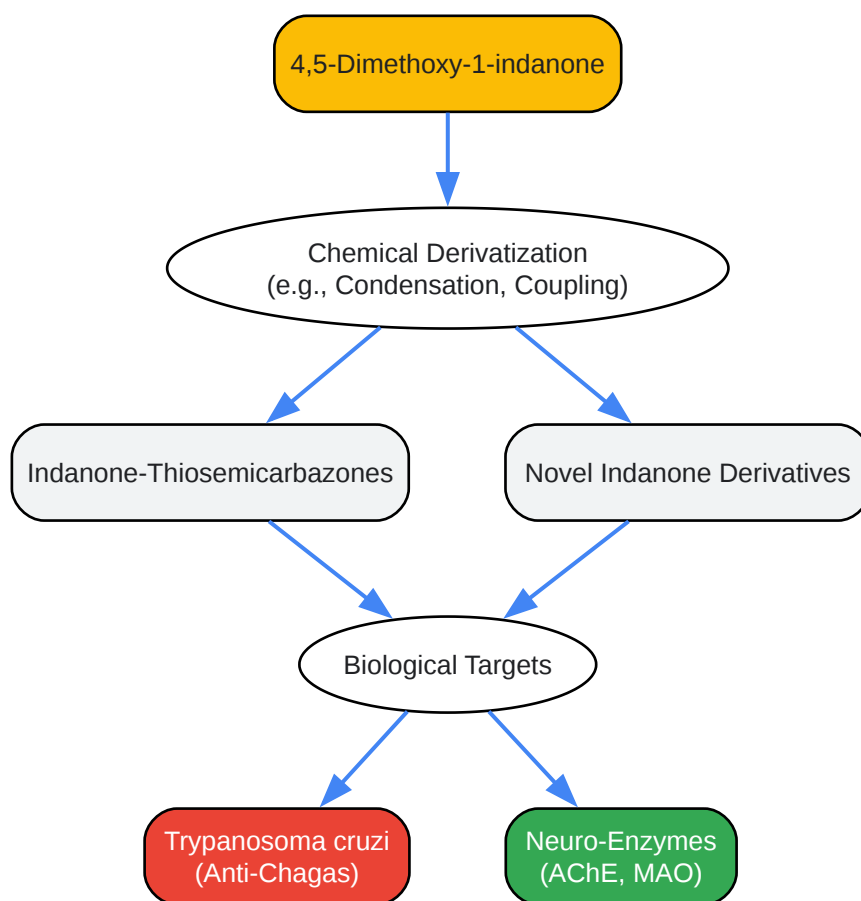 4,5-Dimethoxy-1-indanone
Chemical Derivatization
(e.g., Condensation, Coupling)
Indanone-Thiosemicarbazones
Novel Indanone Derivatives
Biological Targets
Trypanosoma cruzi
(Anti-Chagas)
Neuro-Enzymes
(AChE, MAO)